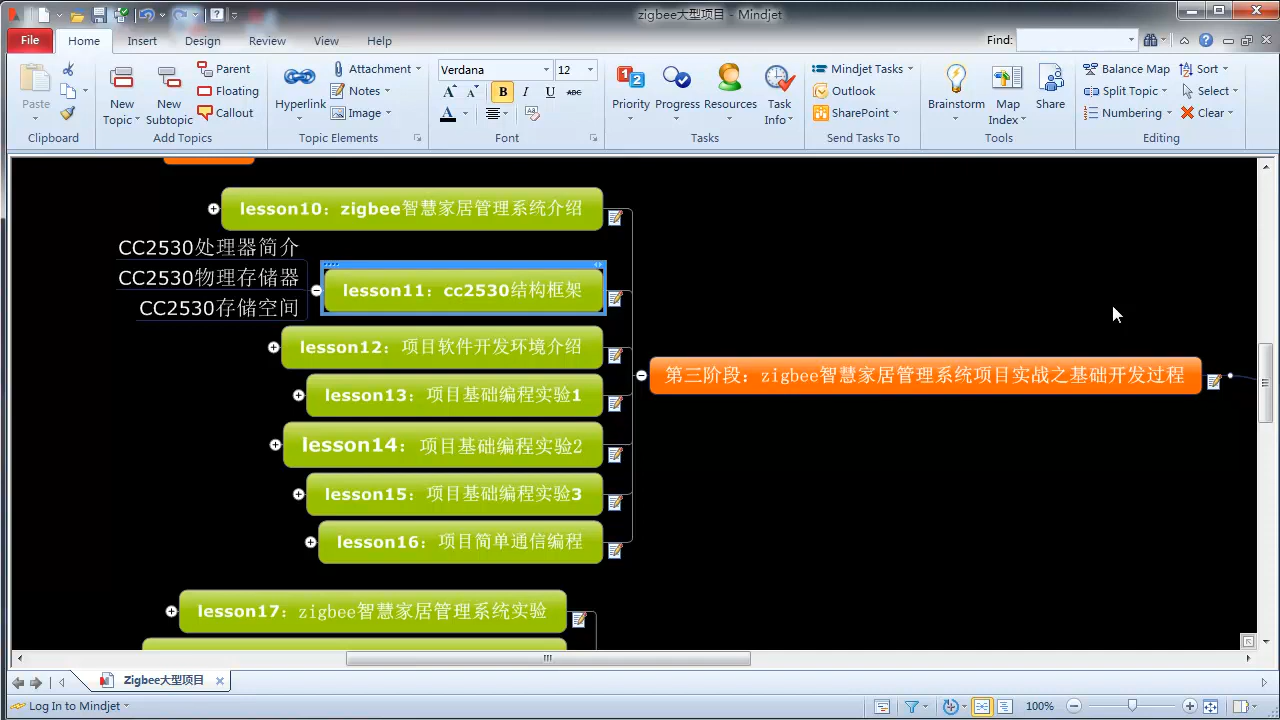 zigbee大型项目 - Mindjet
File
Home
Insert
Design
Review
View
Help
Find:
Paste
Clipboard
New Topic
New Subtopic
Parent
Floating
Callout
Add Topics
Hyperlink
Attachment
Notes
Image
Topic Elements
Verdana
12
B
I
U
ABC
A
Font
Priority
Progress
Resources
Task Info
Tasks
Mindjet Tasks
Outlook
SharePoint
Send Tasks To
Brainstorm
Map Index
Share
Tools
Balance Map
Split Topic
Numbering
Sort
Select
Clear
Editing
lesson10：zigbee智慧家居管理系统介绍
CC2530处理器简介
CC2530物理存储器
CC2530存储空间
lesson11：cc2530结构框架
lesson12：项目软件开发环境介绍
lesson13：项目基础编程实验1
lesson14：项目基础编程实验2
lesson15：项目基础编程实验3
lesson16：项目简单通信编程
第三阶段：zigbee智慧家居管理系统项目实战之基础开发过程
lesson17：zigbee智慧家居管理系统实验
Zigbee大型项目
Log In to Mindjet
100%